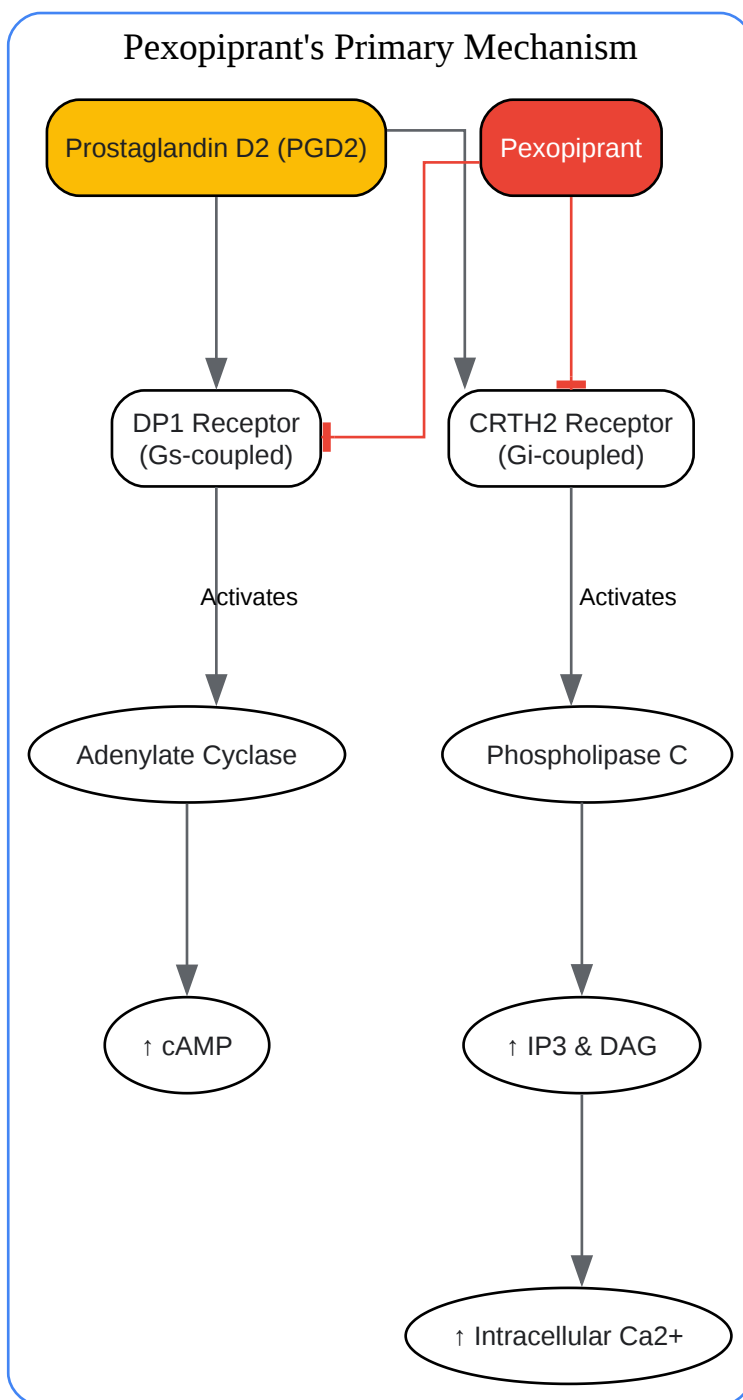 Pexopiprant's Primary Mechanism
Prostaglandin D2 (PGD2)
Pexopiprant
DP1 Receptor
(Gs-coupled)
CRTH2 Receptor
(Gi-coupled)
Activates
Activates
Adenylate Cyclase
Phospholipase C
↑ cAMP
↑ IP3 & DAG
↑ Intracellular Ca2+